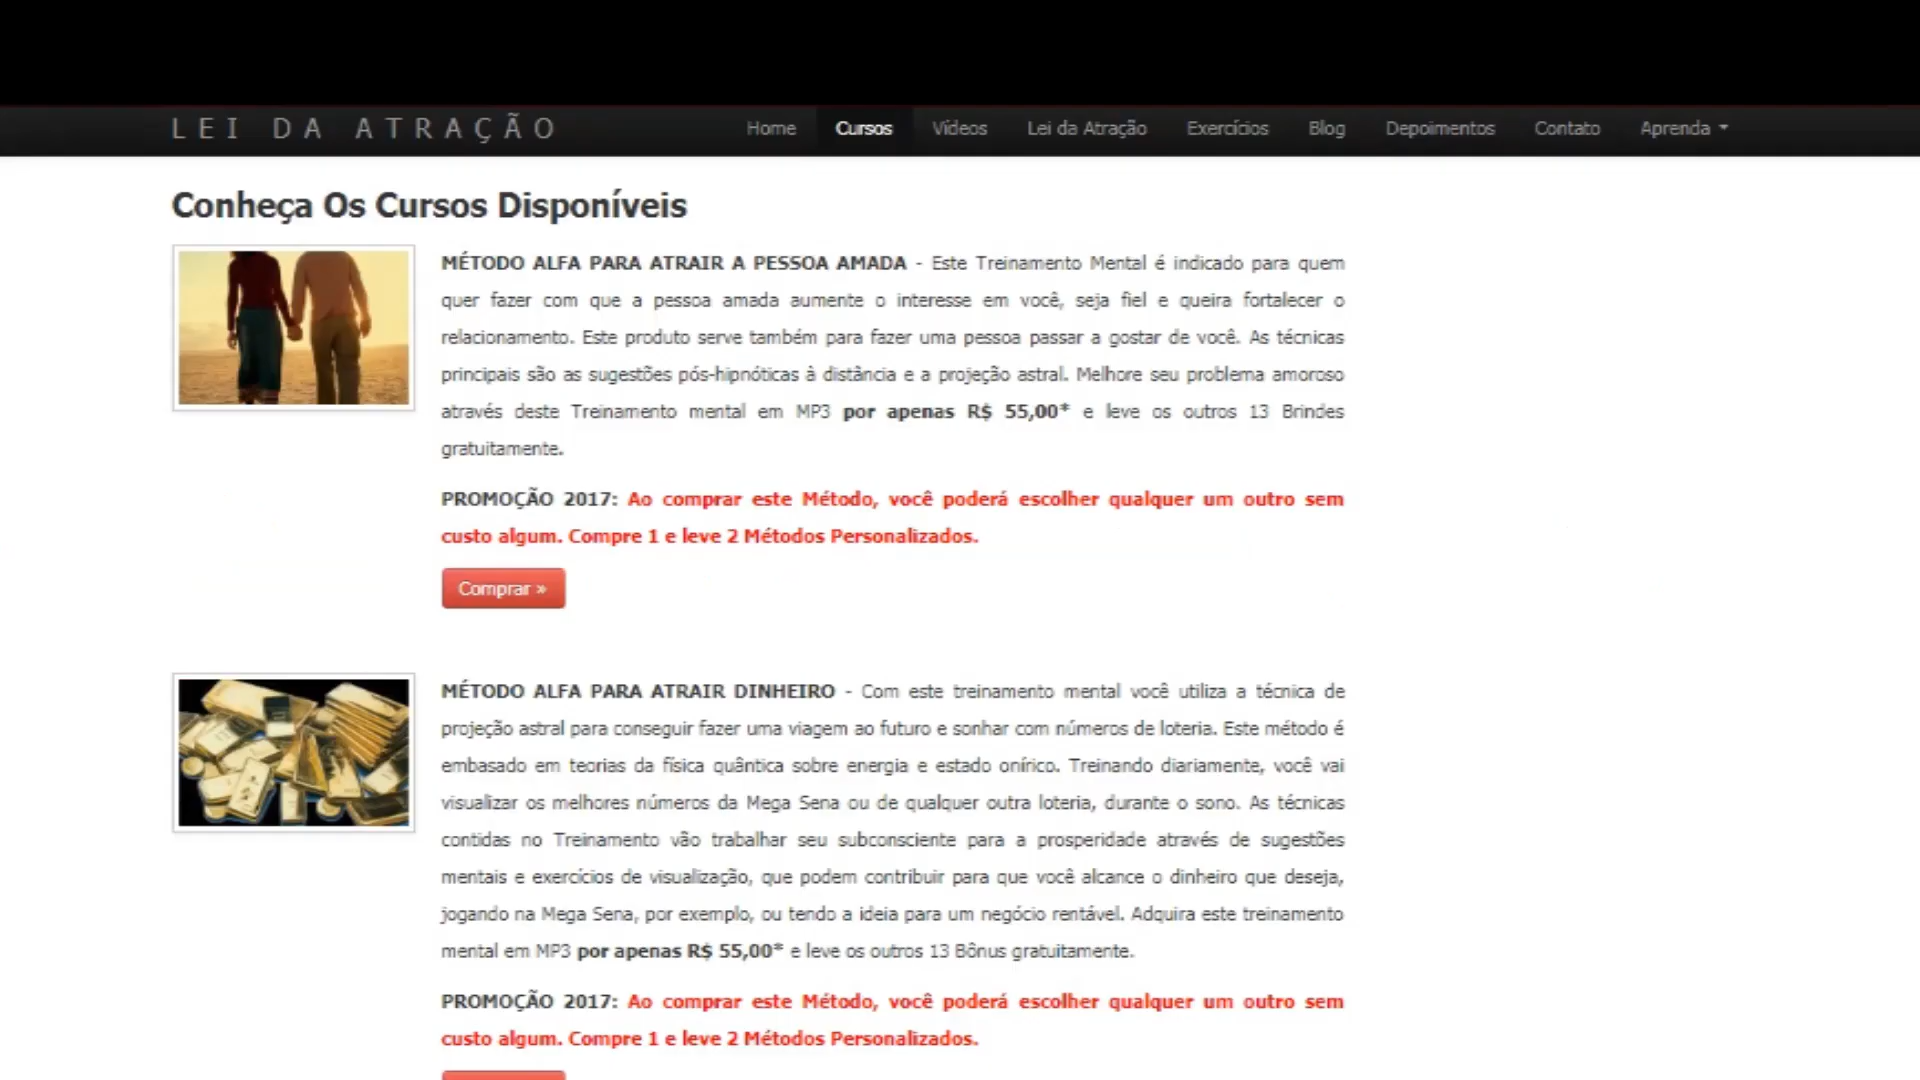 LEI DA ATRAÇÃO
Home Cursos Vídeos Lei da Atração Exercícios Blog Depoimentos Contato Aprenda
Conheça Os Cursos Disponíveis
MÉTODO ALFA PARA ATRAIR A PESSOA AMADA - Este Treinamento Mental é indicado para quem
quer fazer com que a pessoa amada aumente o interesse em você, seja fiel e queira fortalecer o
relacionamento. Este produto serve também para fazer uma pessoa passar a gostar de você. As técnicas
principais são as sugestões pós-hipnóticas à distância e a projeção astral. Melhore seu problema amoroso
através deste Treinamento mental em MP3 por apenas R$ 55,00* e leve os outros 13 Brindes
gratuitamente.
PROMOÇÃO 2017: Ao comprar este Método, você poderá escolher qualquer um outro sem
custo algum. Compre 1 e leve 2 Métodos Personalizados.
Comprar »
MÉTODO ALFA PARA ATRAIR DINHEIRO - Com este treinamento mental você utiliza a técnica de
projeção astral para conseguir fazer uma viagem ao futuro e sonhar com números de loteria. Este método é
embasado em teorias da física quântica sobre energia e estado onírico. Treinando diariamente, você vai
visualizar os melhores números da Mega Sena ou de qualquer outra loteria, durante o sono. As técnicas
contidas no Treinamento vão trabalhar seu subconsciente para a prosperidade através de sugestões
mentais e exercícios de visualização, que podem contribuir para que você alcance o dinheiro que deseja,
jogando na Mega Sena, por exemplo, ou tendo a ideia para um negócio rentável. Adquira este treinamento
mental em MP3 por apenas R$ 55,00* e leve os outros 13 Bônus gratuitamente.
PROMOÇÃO 2017: Ao comprar este Método, você poderá escolher qualquer um outro sem
custo algum. Compre 1 e leve 2 Métodos Personalizados.